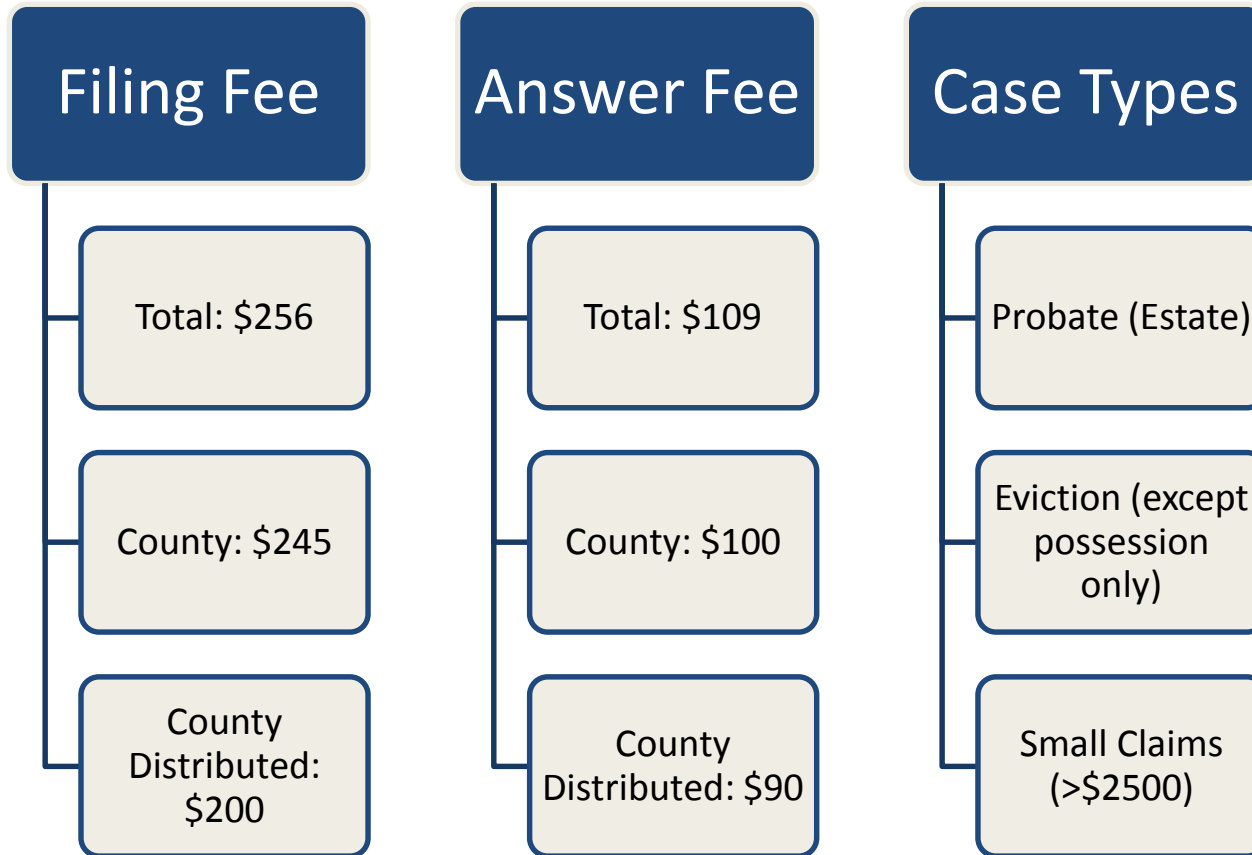 Filing Fee
Total: $256
County: $245
County
Distributed:
$200
Answer Fee
Total: $109
County: $100
County
Distributed: $90
Case Types
Probate (Estate)
Eviction (except
possession
only)
Small Claims
(>$2500)